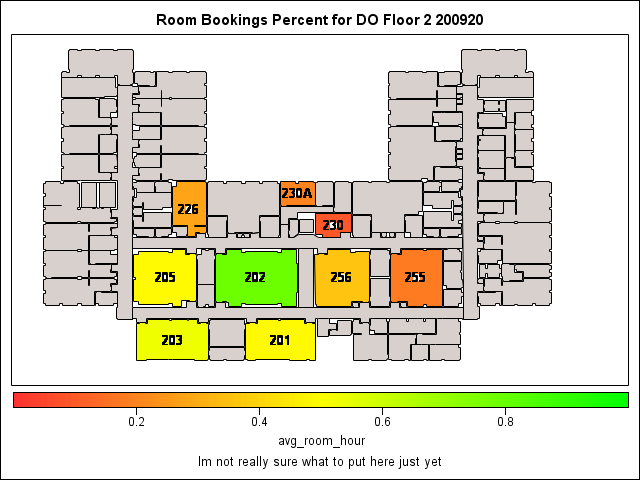 Room Bookings Percent for DO Floor 2 200920
230A
226
230
205
202
256
255
203
201
0.2 0.4 0.6 0.8
avg_room_hour
Im not really sure what to put here just yet